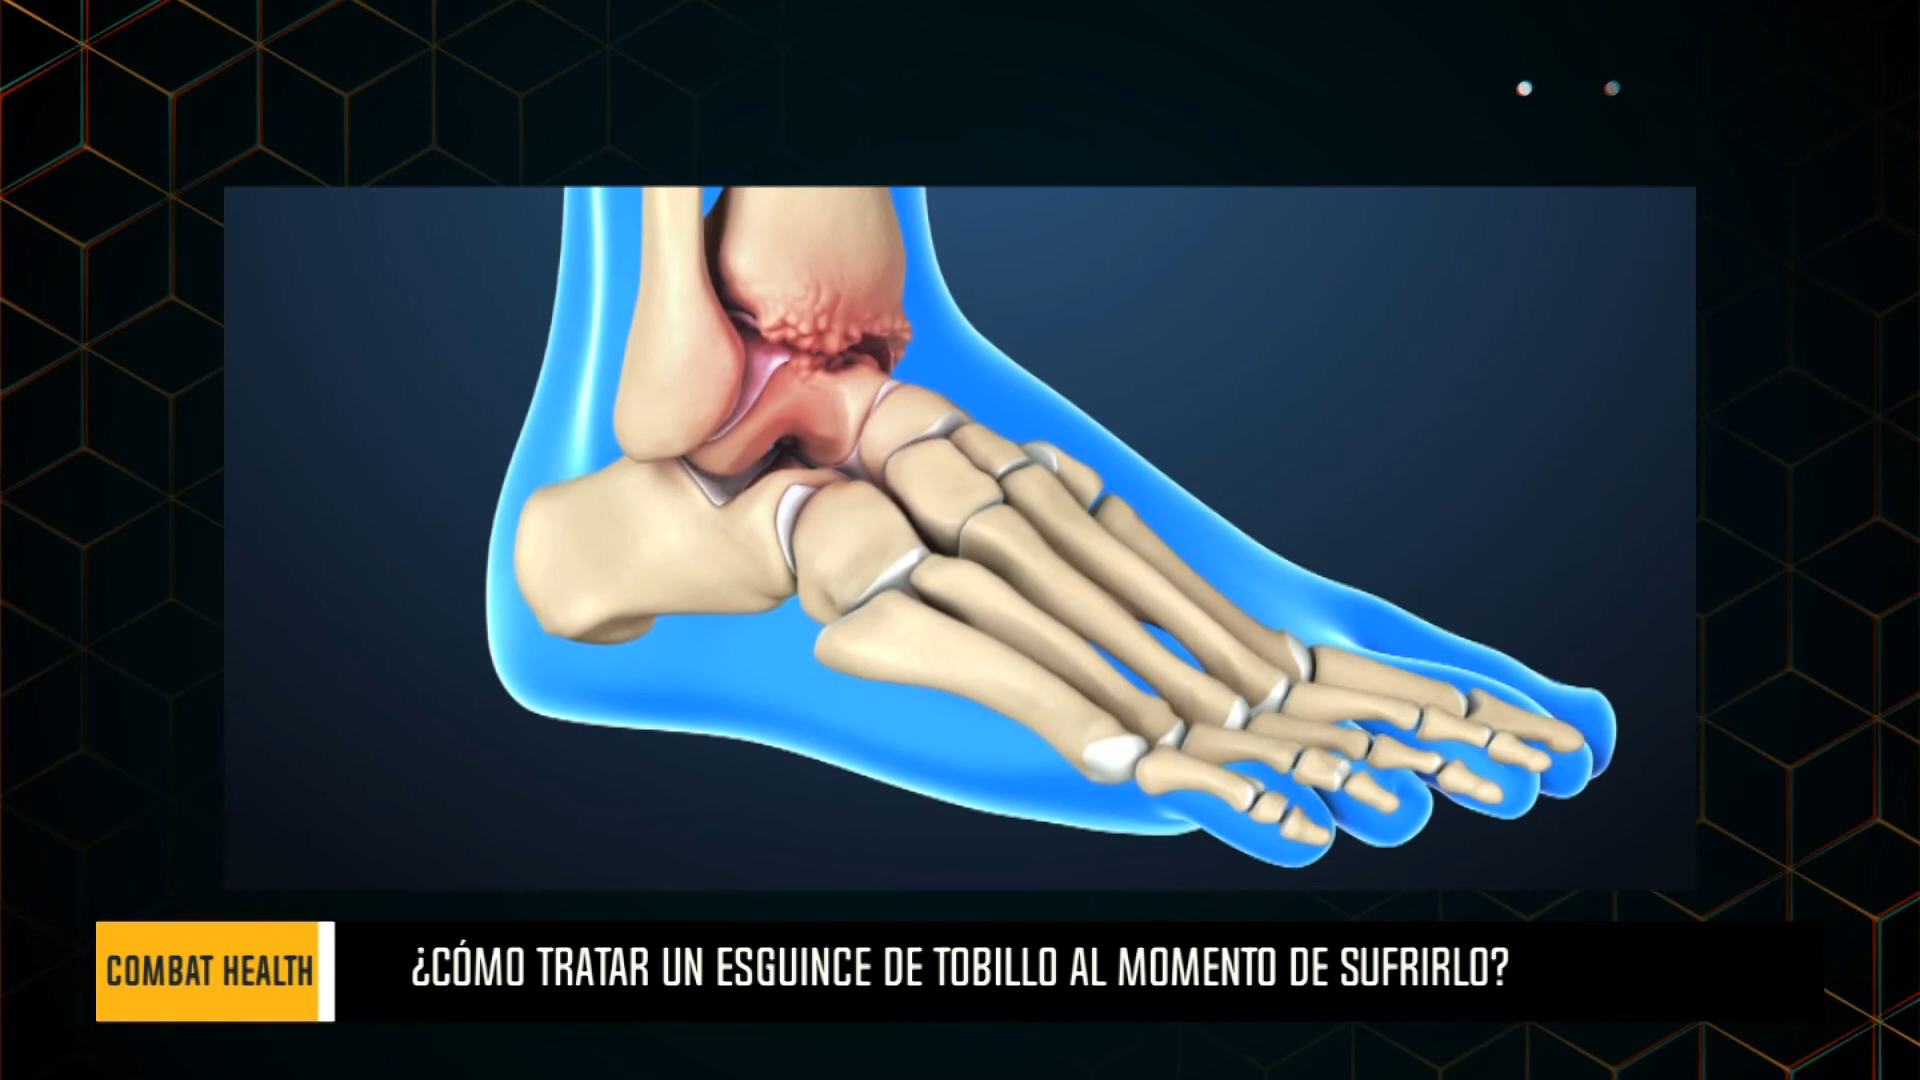 COMBAT HEALTH
¿CÓMO TRATAR UN ESGUINCE DE TOBILLO AL MOMENTO DE SUFRIRLO?